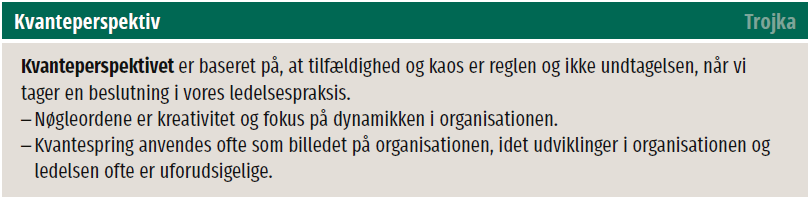 Kvanteperspektiv Trojka
Kvanteperspektivet er baseret på, at tilfældighed og kaos er reglen og ikke undtagelsen, når vi
tager en beslutning i vores ledelsespraksis.
– Nøgleordene er kreativitet og fokus på dynamikken i organisationen.
– Kvantespring anvendes ofte som billedet på organisationen, idet udviklinger i organisationen og
ledelsen ofte er uforudsigelige.